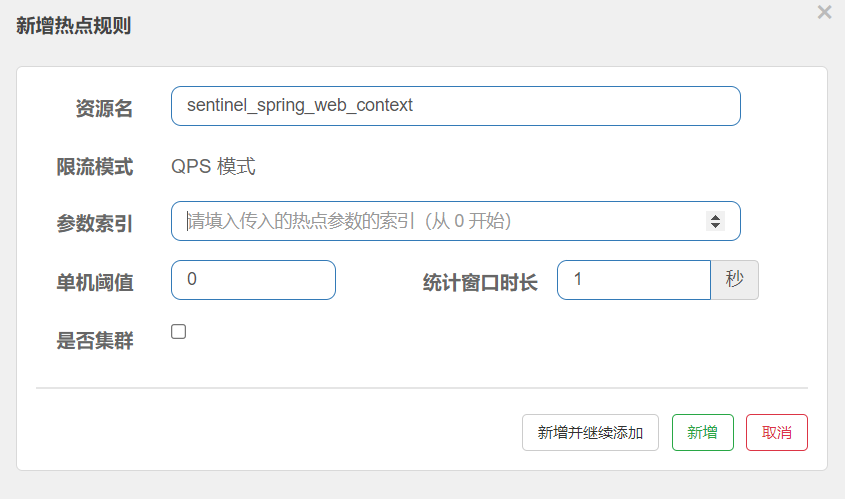 新增热点规则
×
资源名 sentinel_spring_web_context
限流模式 QPS 模式
参数索引 请填入传入的热点参数的索引（从 0 开始）
单机阈值 0 统计窗口时长 1 秒
是否集群
新增并继续添加 新增 取消